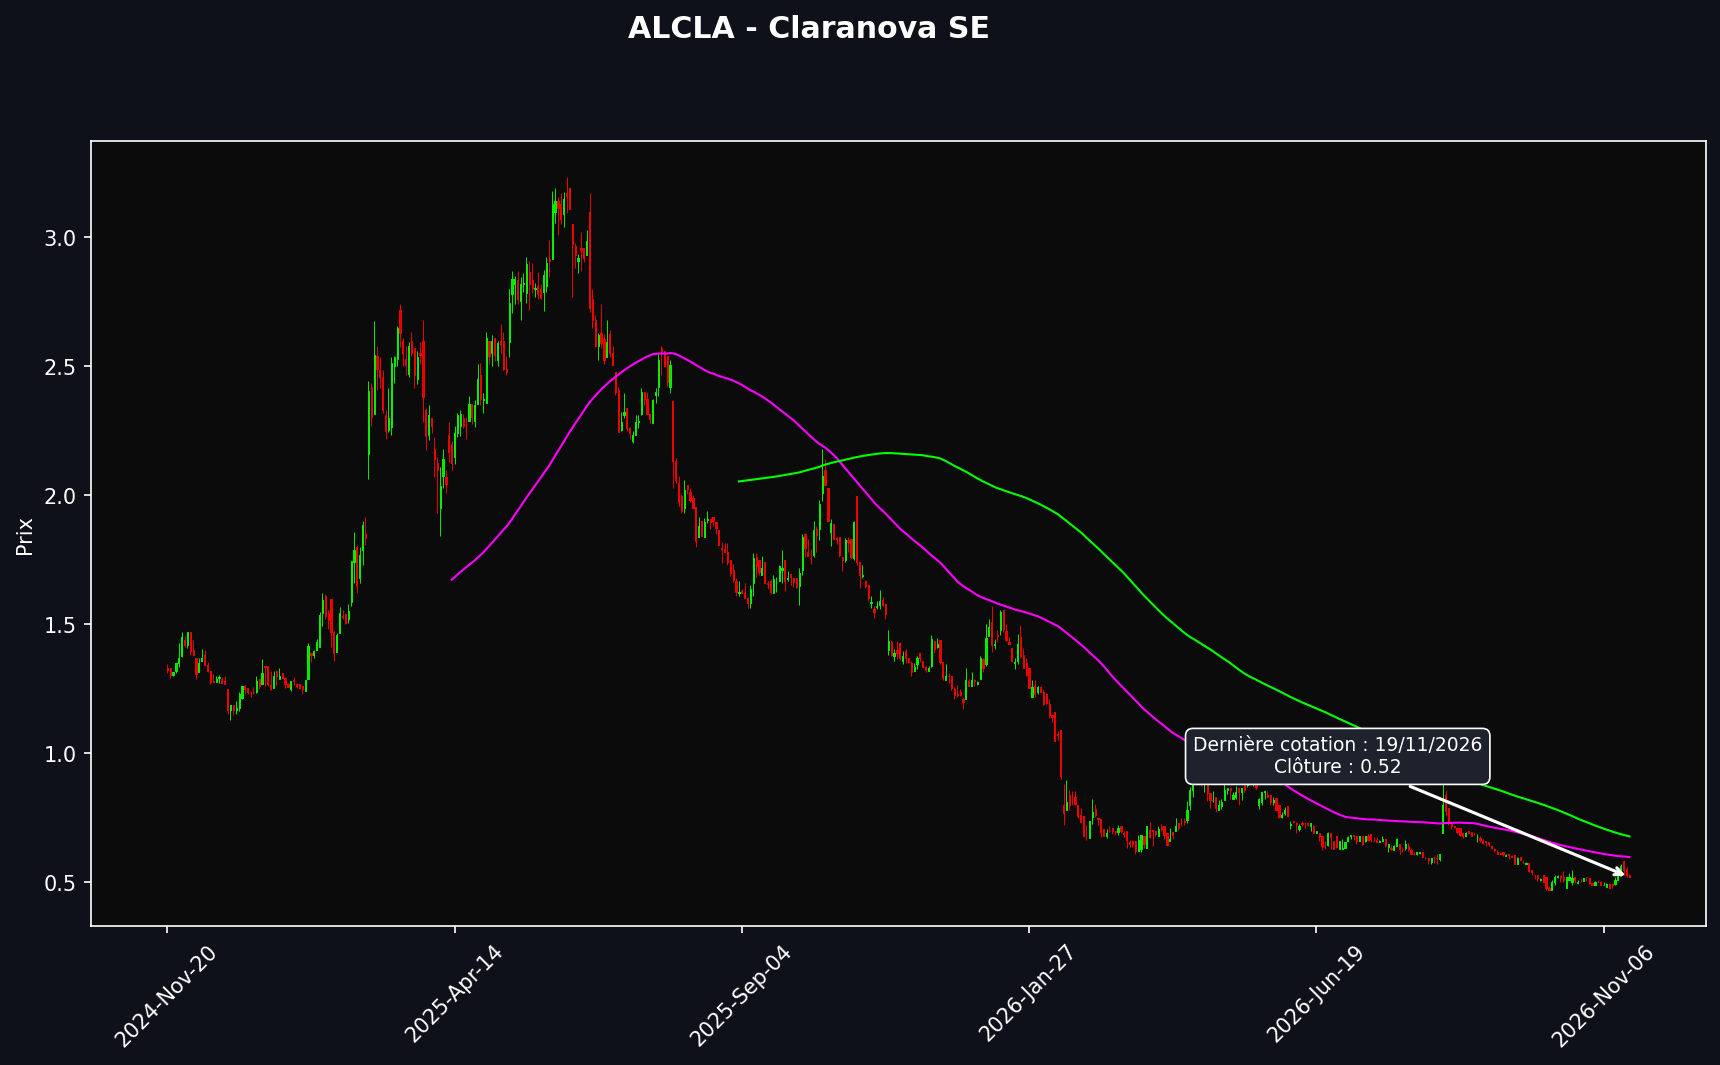 ALCLA - Claranova SE
Prix
3.0
2.5
2.0
1.5
1.0
0.5
Dernière cotation : 19/11/2026
Clôture : 0.52
2024-Nov-20
2025-Apr-14
2025-Sep-04
2026-Jan-27
2026-Jun-19
2026-Nov-06